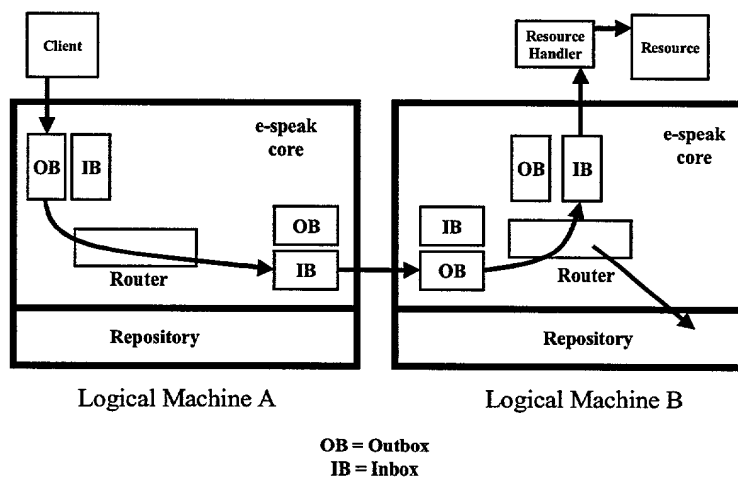 Client
Resource
Handler
Resource
e-speak
core
OB
IB
OB
IB
Router
Repository
e-speak
core
OB
IB
IB
OB
Router
Repository
Logical Machine A
Logical Machine B
OB = Outbox
IB = Inbox